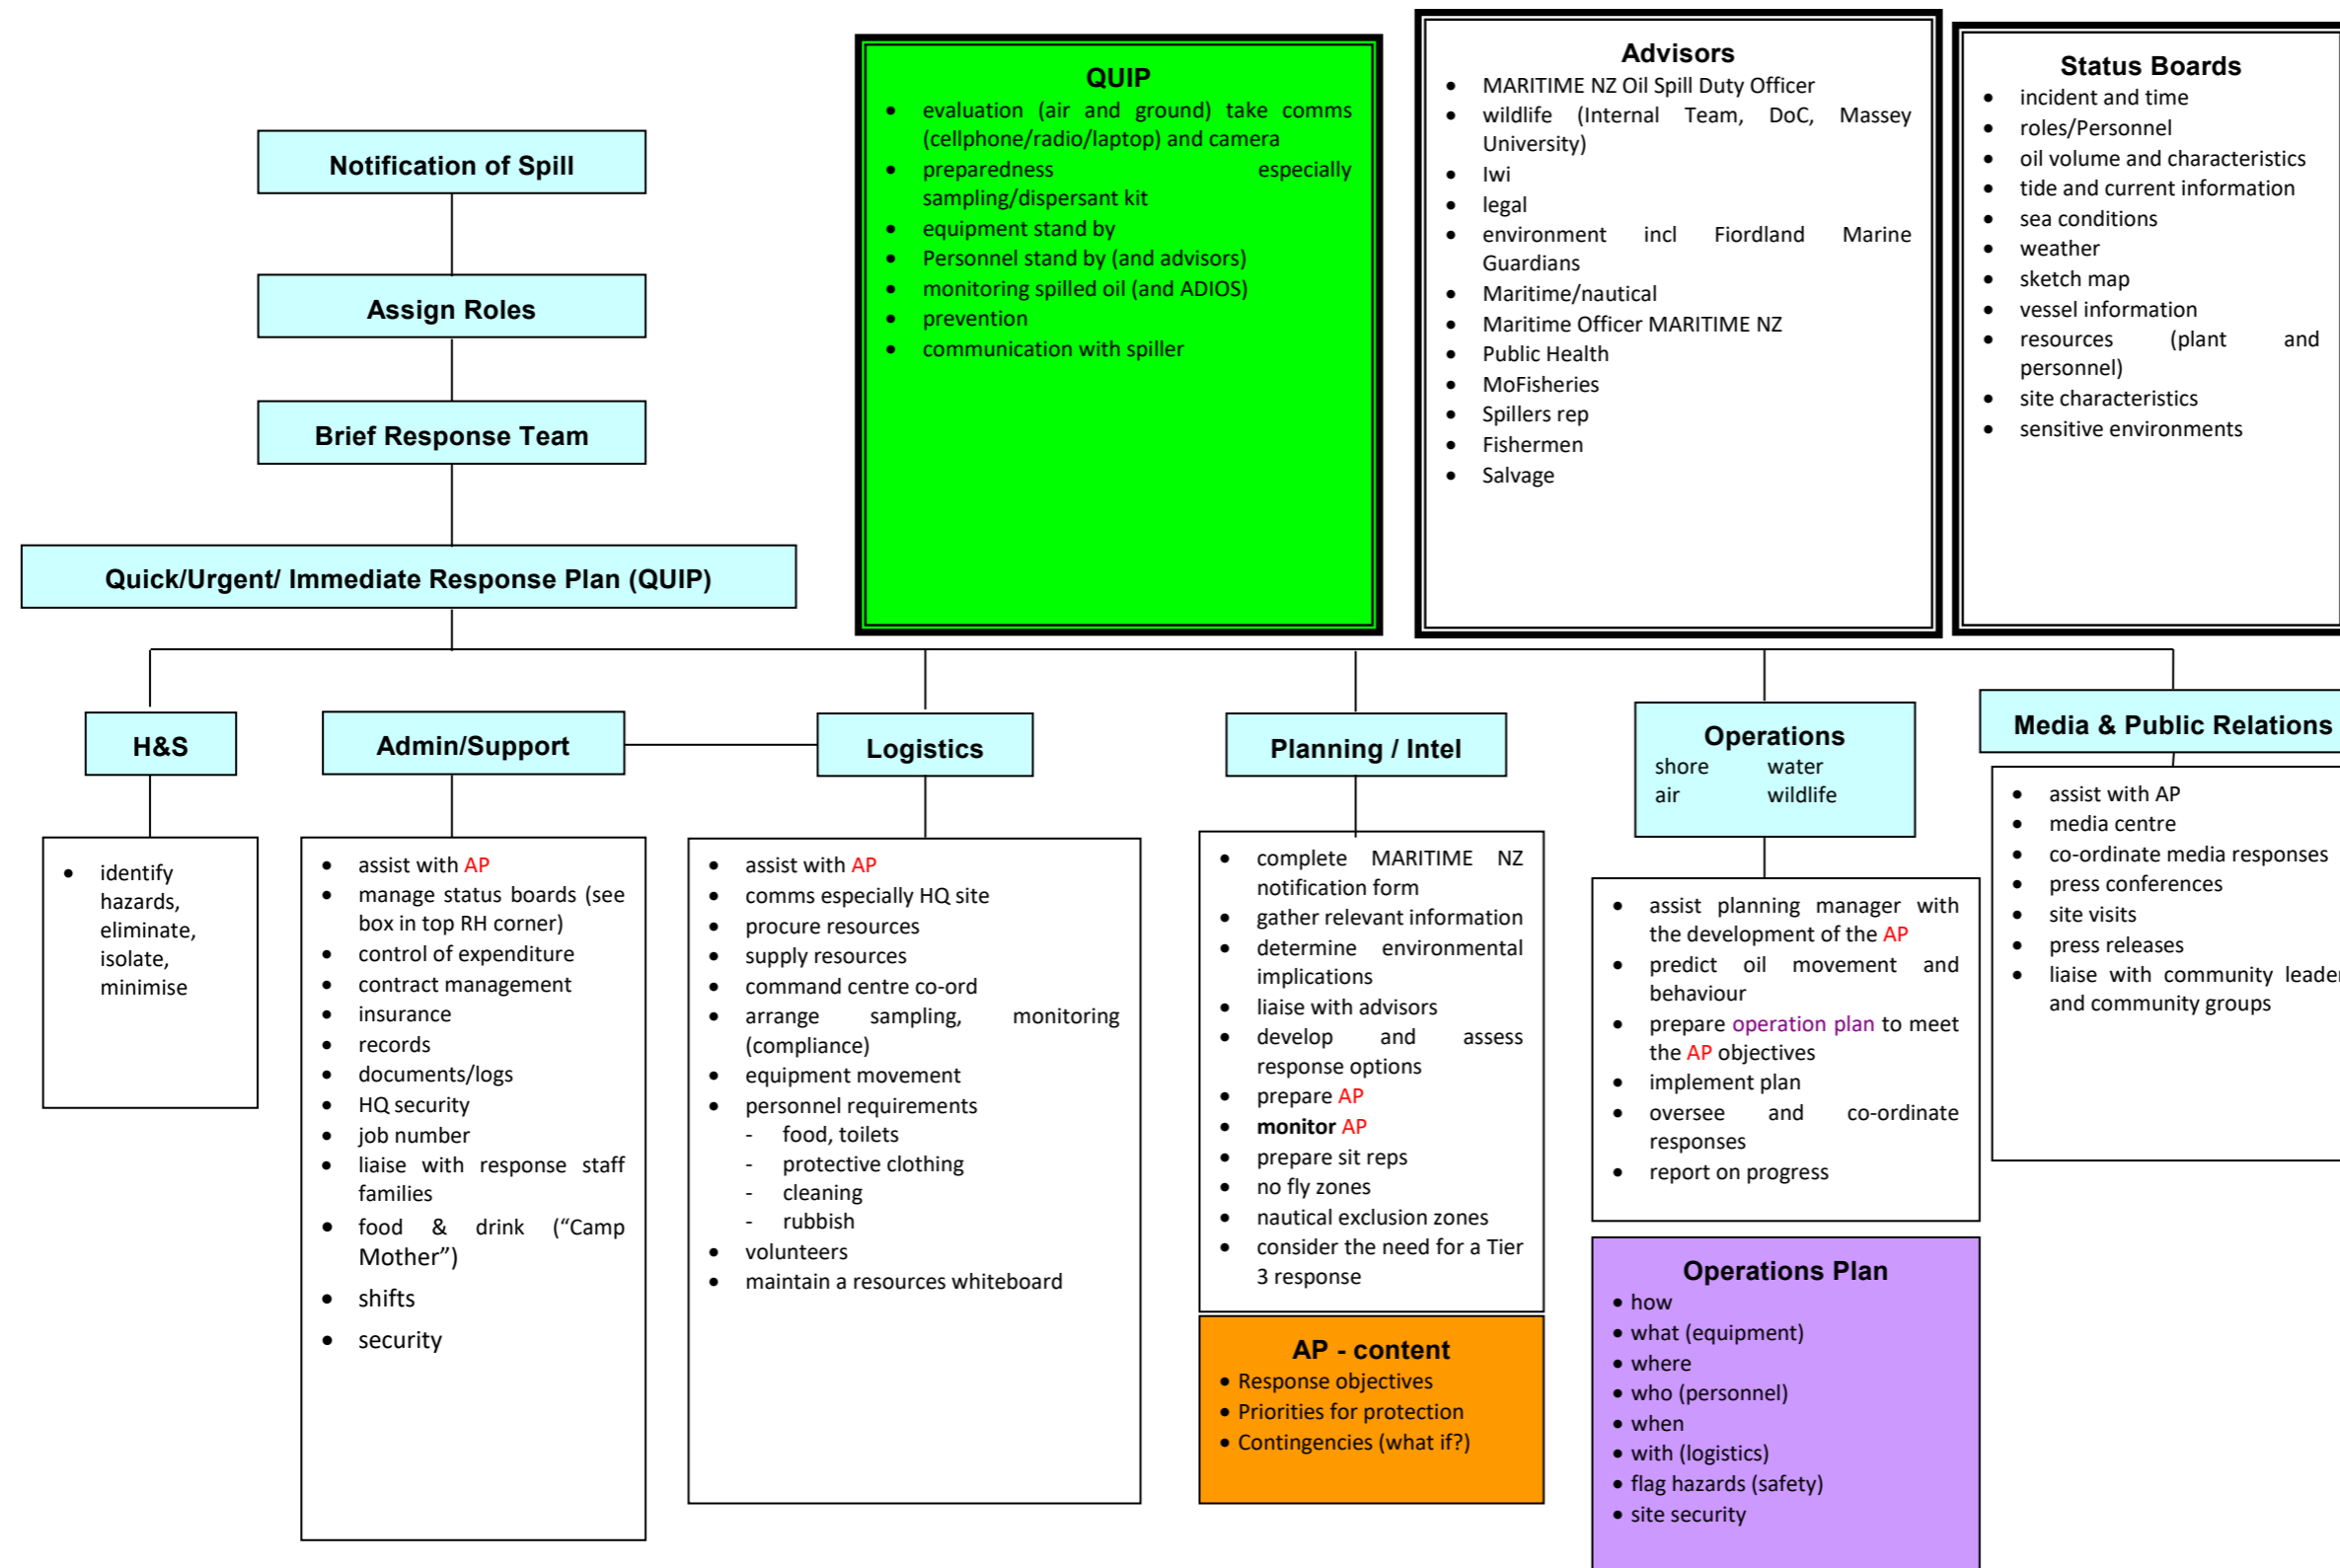 Notification of Spill
Assign Roles
Brief Response Team
Quick/Urgent/ Immediate Response Plan (QUIP)
QUIP
• evaluation (air and ground) take comms
(cellphone/radio/laptop) and camera
• preparedness especially
sampling/dispersant kit
• equipment stand by
• Personnel stand by (and advisors)
• monitoring spilled oil (and ADIOS)
• prevention
• communication with spiller
Advisors
• MARITIME NZ Oil Spill Duty Officer
• wildlife (Internal Team, DoC, Massey
University)
• Iwi
• legal
• environment incl Fiordland Marine
Guardians
• Maritime/nautical
• Maritime Officer MARITIME NZ
• Public Health
• MoFisheries
• Spillers rep
• Fishermen
• Salvage
Status Boards
• incident and time
• roles/Personnel
• oil volume and characteristics
• tide and current information
• sea conditions
• weather
• sketch map
• vessel information
• resources (plant and
personnel)
• site characteristics
• sensitive environments
H&S
• identify
hazards,
eliminate,
isolate,
minimise
Admin/Support
• assist with AP
• manage status boards (see
box in top RH corner)
• control of expenditure
• contract management
• insurance
• records
• documents/logs
• HQ security
• job number
• liaise with response staff
families
• food & drink (“Camp
Mother”)
• shifts
• security
Logistics
• assist with AP
• comms especially HQ site
• procure resources
• supply resources
• command centre co-ord
• arrange sampling, monitoring
(compliance)
• equipment movement
• personnel requirements
- food, toilets
- protective clothing
- cleaning
- rubbish
• volunteers
• maintain a resources whiteboard
Planning / Intel
• complete MARITIME NZ
notification form
• gather relevant information
• determine environmental
implications
• liaise with advisors
• develop and assess
response options
• prepare AP
• monitor AP
• prepare sit reps
• no fly zones
• nautical exclusion zones
• consider the need for a Tier
3 response
AP - content
• Response objectives
• Priorities for protection
• Contingencies (what if?)
Operations
shore water
air wildlife
• assist planning manager with
the development of the AP
• predict oil movement and
behaviour
• prepare operation plan to meet
the AP objectives
• implement plan
• oversee and co-ordinate
responses
• report on progress
Operations Plan
• how
• what (equipment)
• where
• who (personnel)
• when
• with (logistics)
• flag hazards (safety)
• site security
Media & Public Relations
• assist with AP
• media centre
• co-ordinate media responses
• press conferences
• site visits
• press releases
• liaise with community leader
and community groups